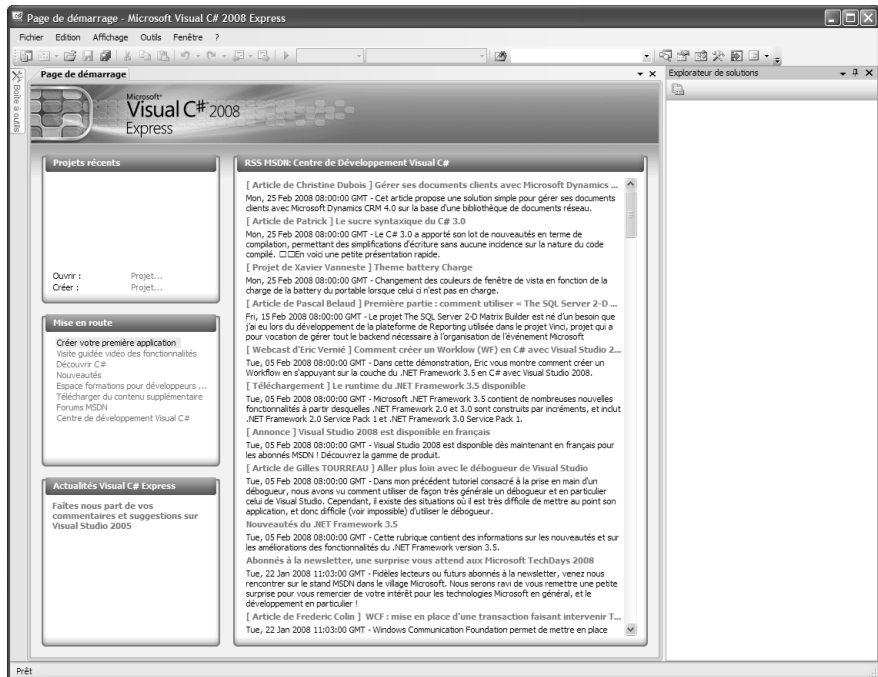 Page de démarrage - Microsoft Visual C# 2008 Express
Fichier Edition Affichage Outils Fenêtre ?
Boîte à outils
Page de démarrage
Explorateur de solutions
Microsoft
Visual C# 2008
Express
Projets récents
Ouvrir : Projet...
Créer : Projet...
Mise en route
Créer votre première application
Visite guidée vidéo des fonctionnalités
Découvrir C#
Nouveautés
Espace formations pour développeurs ...
Télécharger du contenu supplémentaire
Forums MSDN
Centre de développement Visual C#
Actualités Visual C# Express
Faites nous part de vos
commentaires et suggestions sur
Visual Studio 2005
RSS MSDN: Centre de Développement Visual C#
[ Article de Christine Dubois ] Gérer ses documents clients avec Microsoft Dynamics ...
Mon, 25 Feb 2008 08:00:00 GMT - Cet article propose une solution simple pour gérer ses documents
clients avec Microsoft Dynamics CRM 4.0 sur la base d'une bibliothèque de documents réseau.
[ Article de Patrick ] Le sucre syntaxique du C# 3.0
Mon, 25 Feb 2008 08:00:00 GMT - Le C# 3.0 a apporté son lot de nouveautés en terme de
compilation, permettant des simplifications d'écriture sans aucune incidence sur la nature du code
compilé. □□En voici une petite présentation rapide.
[ Projet de Xavier Vanneste ] Theme battery Charge
Mon, 25 Feb 2008 08:00:00 GMT - Changement des couleurs de fenêtre de vista en fonction de la
charge de la battery du portable lorsque celui ci n'est pas en charge.
[ Article de Pascal Belaud ] Première partie : comment utiliser « The SQL Server 2-D ...
Fri, 15 Feb 2008 08:00:00 GMT - Le projet The SQL Server 2-D Matrix Builder est né d'un besoin que
j'ai eu lors du développement de la plateforme de Reporting utilisée dans le projet Vinci, projet qui a
pour vocation de gérer tout le backend nécessaire à l'organisation de l'événement Microsoft
[ Webcast d'Eric Vernié ] Comment créer un Worklow (WF) en C# avec Visual Studio 2...
Tue, 05 Feb 2008 08:00:00 GMT - Dans cette démonstration, Eric vous montre comment créer un
Workflow en s'appuyant sur la couche du .NET Framework 3.5 en C# avec Visual Studio 2008.
[ Téléchargement ] Le runtime du .NET Framework 3.5 disponible
Tue, 05 Feb 2008 08:00:00 GMT - Microsoft .NET Framework 3.5 contient de nombreuses nouvelles
fonctionnalités à partir desquelles .NET Framework 2.0 et 3.0 sont construits par incréments, et inclut
.NET Framework 2.0 Service Pack 1 et .NET Framework 3.0 Service Pack 1.
[ Annonce ] Visual Studio 2008 est disponible en français
Tue, 05 Feb 2008 08:00:00 GMT - Visual Studio 2008 est disponible dès maintenant en français pour
les abonnés MSDN ! Découvrez la gamme de produit.
[ Article de Gilles TOURREAU ] Aller plus loin avec le débogueur de Visual Studio
Tue, 05 Feb 2008 08:00:00 GMT - Dans mon précédent tutoriel consacré à la prise en main d'un
débogueur, nous avons vu comment utiliser de façon très générale un débogueur et en particulier
celui de Visual Studio. Cependant, il existe des situations où il est très difficile de mettre au point son
application, et donc difficile (voir impossible) d'utiliser le débogueur.
Nouveautés du .NET Framework 3.5
Tue, 05 Feb 2008 08:00:00 GMT - Cette rubrique contient des informations sur les nouveautés et sur
les améliorations des fonctionnalités du .NET Framework version 3.5.
Abonnés à la newsletter, une surprise vous attend aux Microsoft TechDays 2008
Tue, 22 Jan 2008 11:03:00 GMT - Fidèles lecteurs ou futurs abonnés à la newsletter, venez nous
rencontrer sur le stand MSDN dans le village Microsoft. Nous serons ravi de vous remettre une petite
surprise pour vous remercier de votre intérêt pour les technologies Microsoft en général, et le
développement en particulier !
[ Article de Frederic Colin ] WCF : mise en place d'une transaction faisant intervenir T...
Tue, 22 Jan 2008 11:03:00 GMT - Windows Communication Foundation permet de mettre en place
Prêt